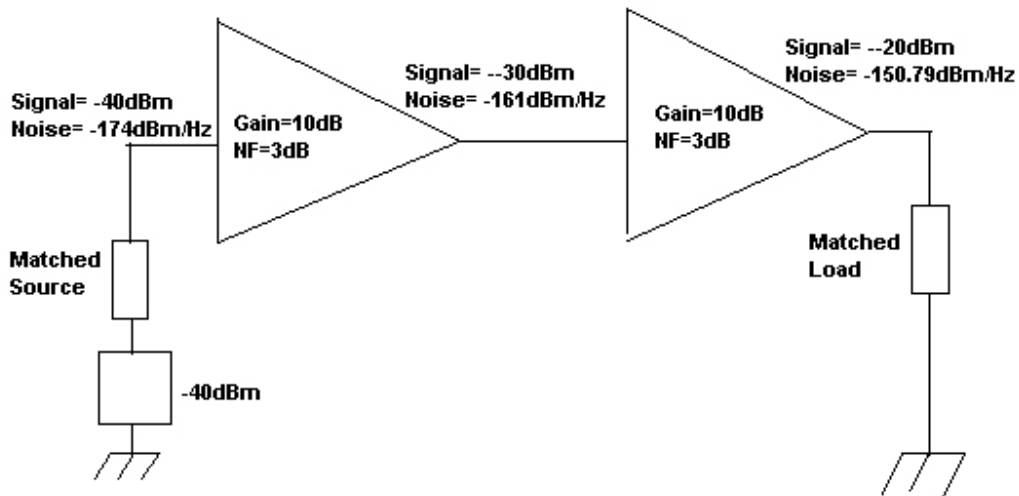 Signal= -40dBm
Noise= -174dBm/Hz
Gain=10dB
NF=3dB
Signal= --30dBm
Noise= -161dBm/Hz
Gain=10dB
NF=3dB
Signal= --20dBm
Noise= -150.79dBm/Hz
Matched
Source
-40dBm
Matched
Load